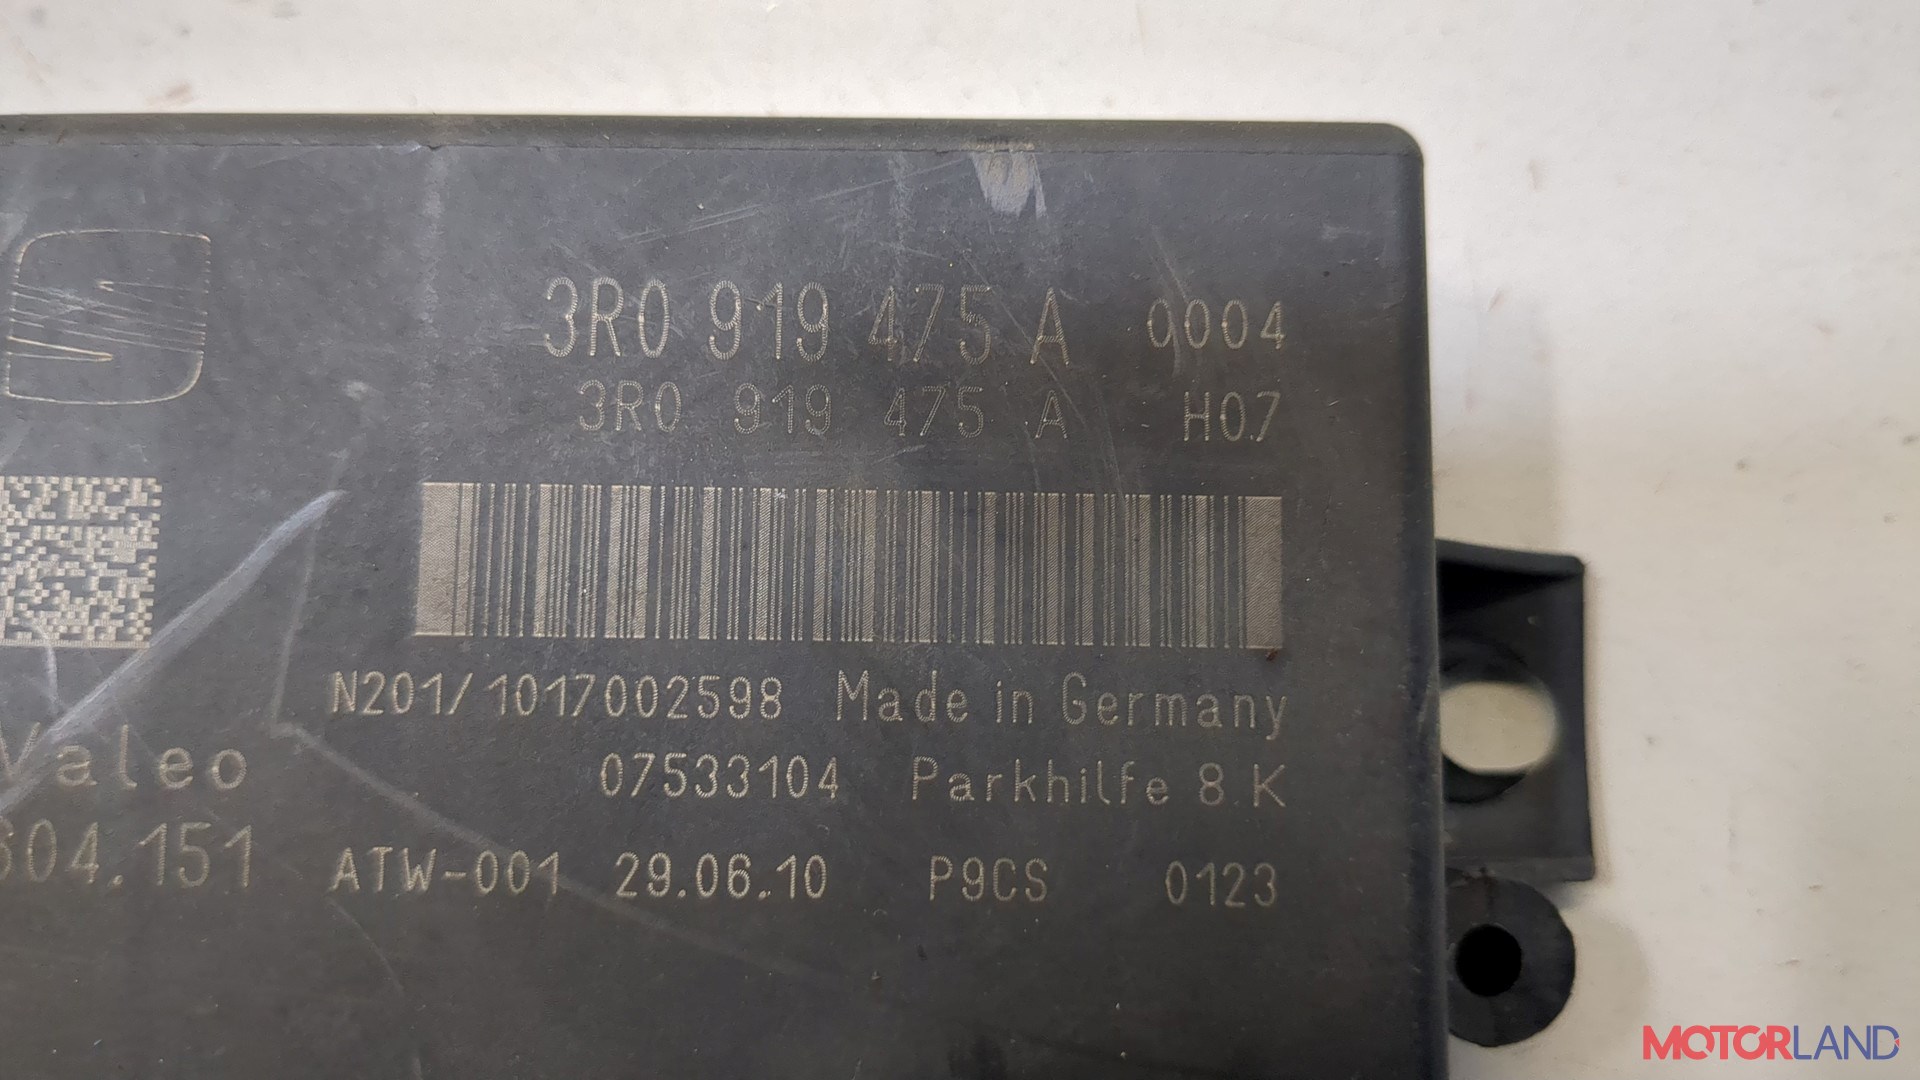 3R0 919 475 A 0004
3R0 919 475 A H07
N201/1017002598 Made in Germany
Valeo 07533104 Parkhilfe 8.K
604.151 ATW-001 29.06.10 P9CS 0123
MOTORLAND